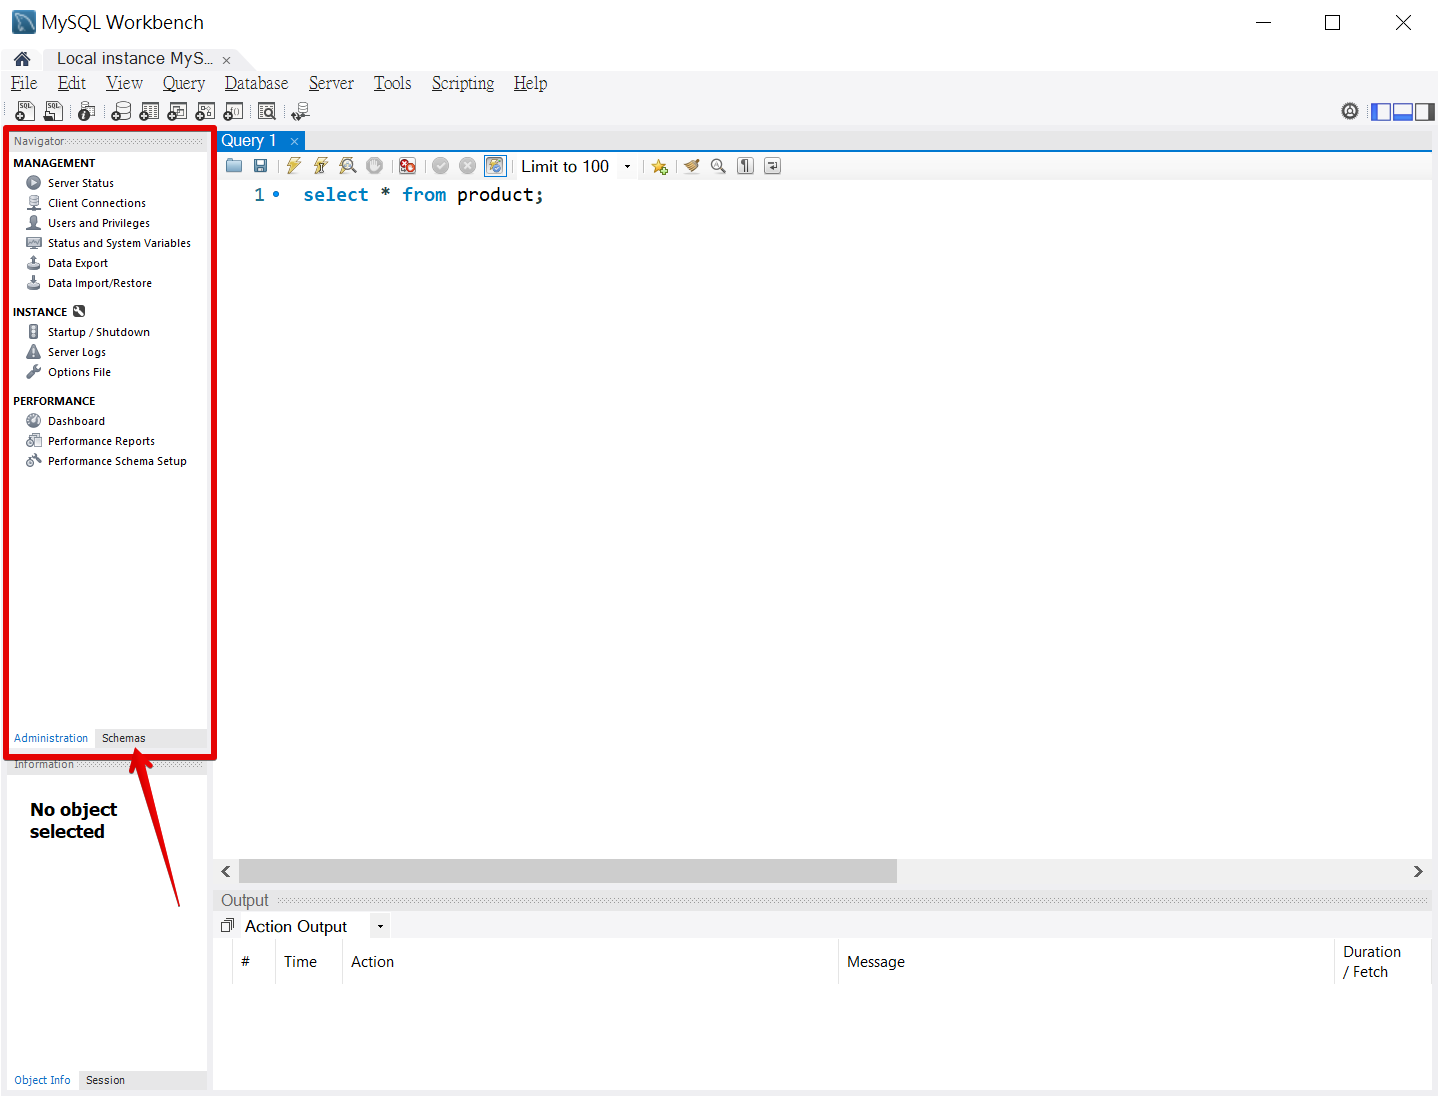 MySQL Workbench
Local instance MyS... ×
File Edit View Query Database Server Tools Scripting Help
Navigator
MANAGEMENT
Server Status
Client Connections
Users and Privileges
Status and System Variables
Data Export
Data Import/Restore
INSTANCE
Startup / Shutdown
Server Logs
Options File
PERFORMANCE
Dashboard
Performance Reports
Performance Schema Setup
Administration Schemas
Information
No object
selected
Object Info Session
Query 1 ×
Limit to 100
1 select * from product;
Output
Action Output
# Time Action Message Duration
/ Fetch